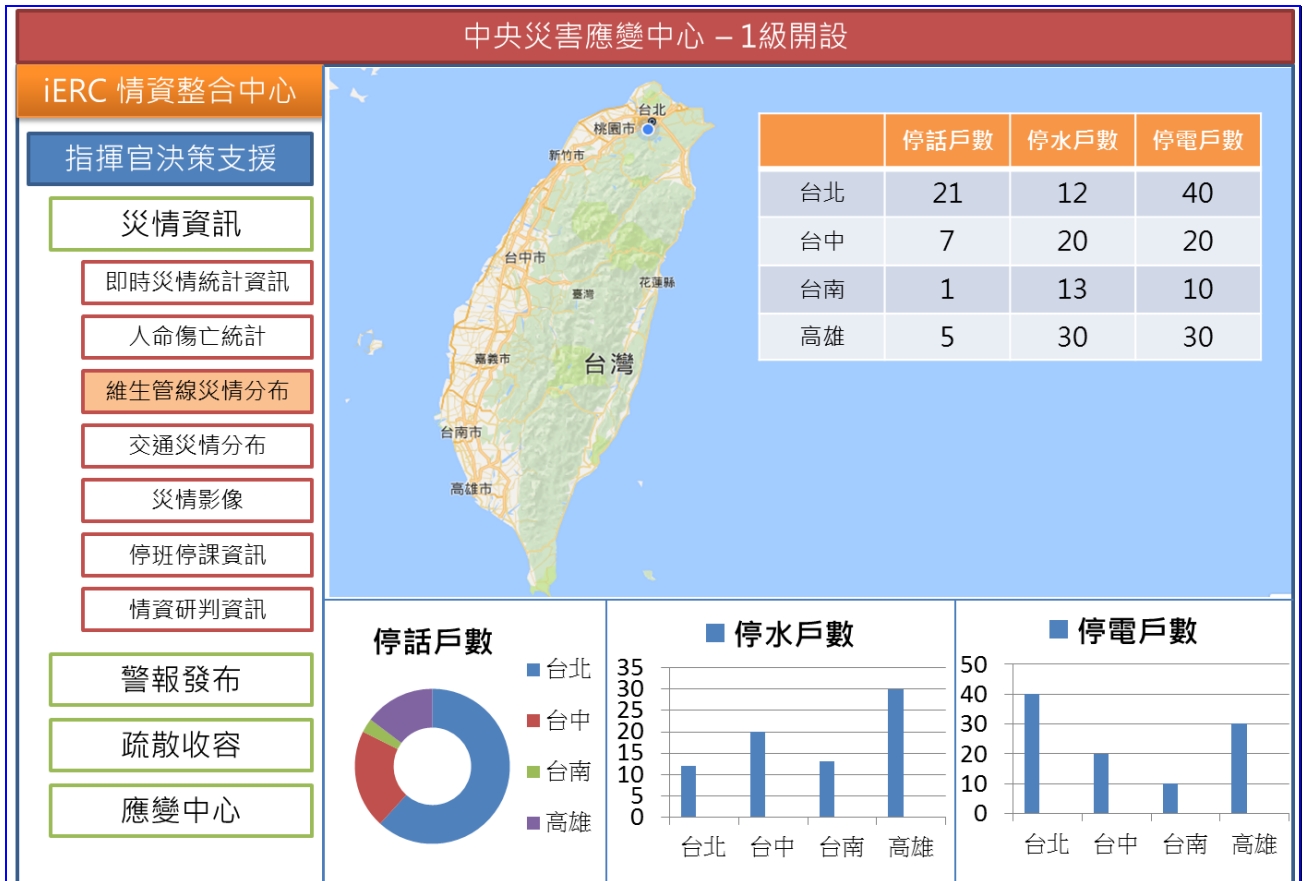 中央災害應變中心 – 1級開設
iERC 情資整合中心
指揮官決策支援
災情資訊
即時災情統計資訊
人命傷亡統計
維生管線災情分布
交通災情分布
災情影像
停班停課資訊
情資研判資訊
警報發布
疏散收容
應變中心
台北
桃園市
新竹市
台中市
花蓮縣
臺灣
嘉義市
台灣
台南市
高雄市
停話戶數 停水戶數 停電戶數
台北 21 12 40
台中 7 20 20
台南 1 13 10
高雄 5 30 30
停話戶數
台北
台中
台南
高雄
停水戶數
35
30
25
20
15
10
5
0
台北 台中 台南 高雄
停電戶數
50
40
30
20
10
0
台北 台中 台南 高雄